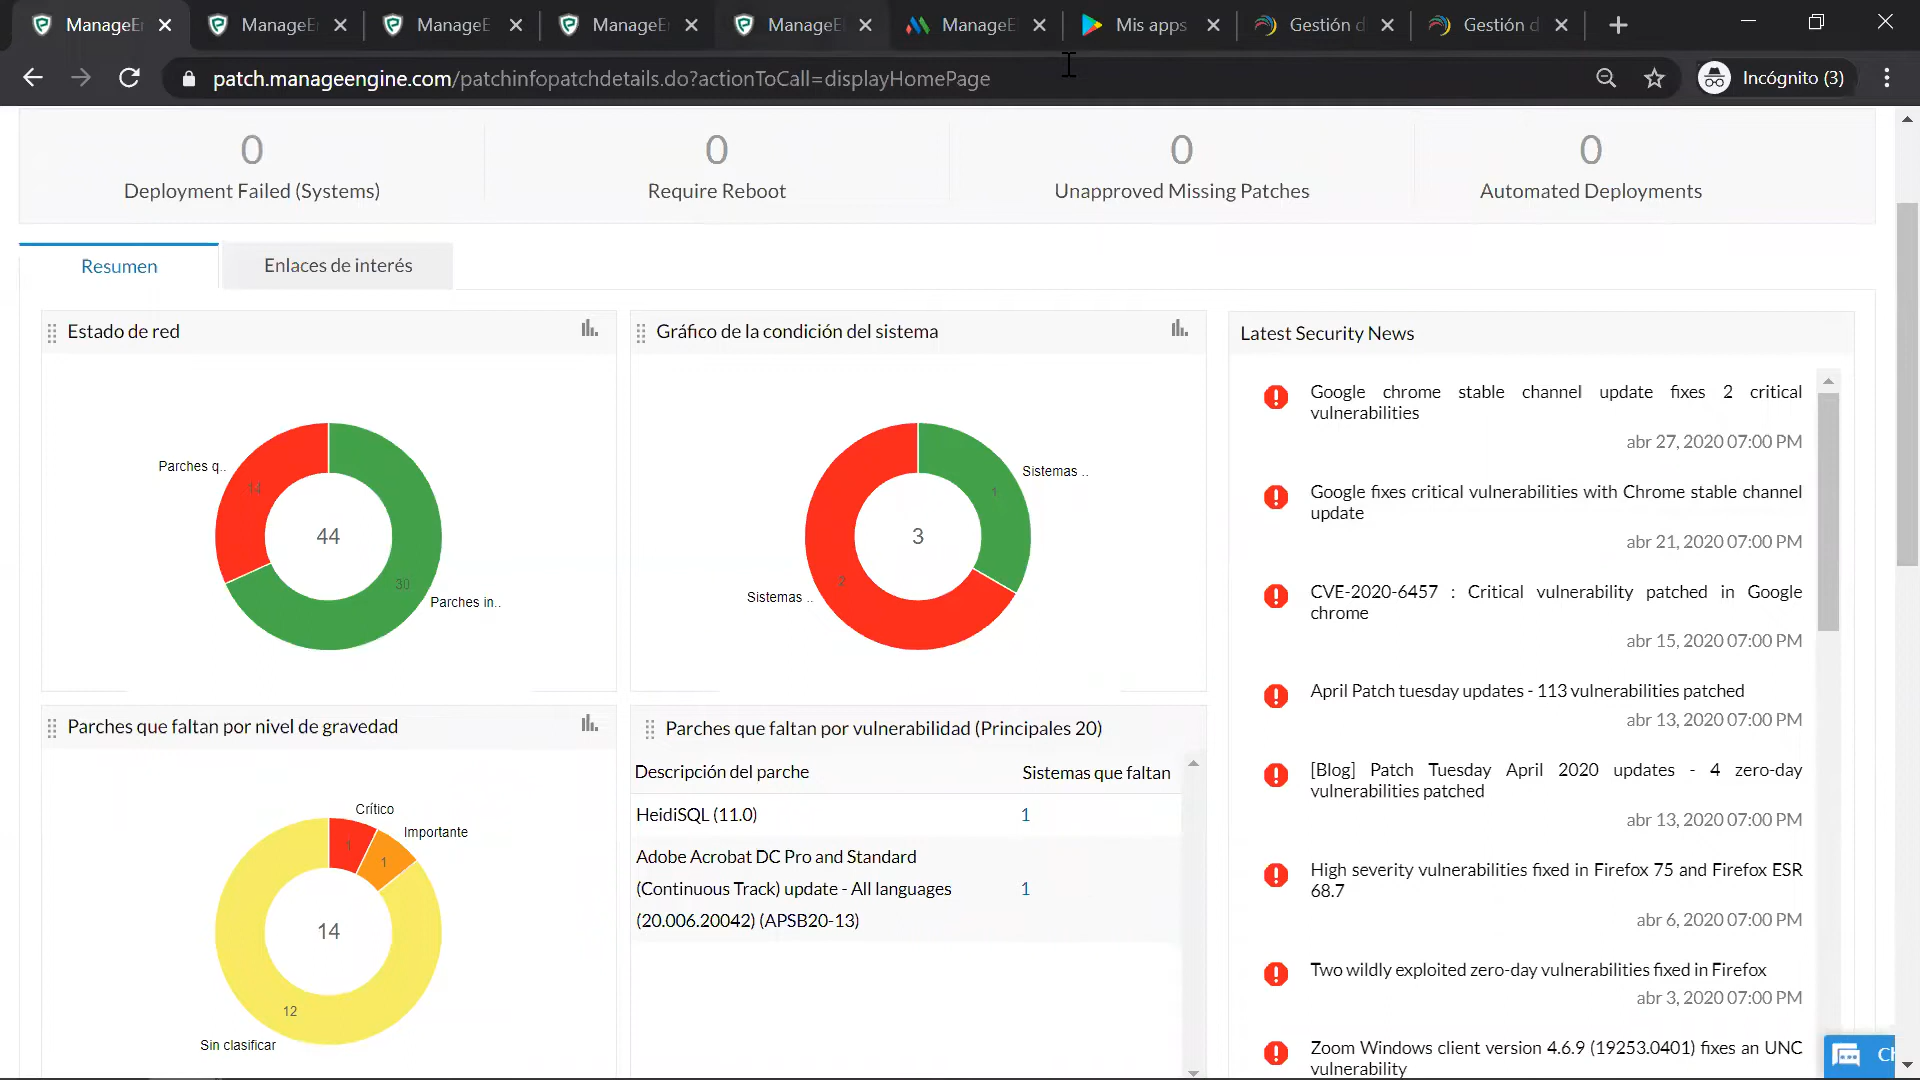 ManageEn
ManageEn
ManageE
ManageEn
ManageE
ManageE
Mis apps
Gestión d
Gestión d
patch.manageengine.com/patchinfopatchdetails.do?actionToCall=displayHomePage
Incógnito (3)
0
Deployment Failed (Systems)
0
Require Reboot
0
Unapproved Missing Patches
0
Automated Deployments
Resumen
Enlaces de interés
Estado de red
Parches q..
14
44
30
Parches in..
Gráfico de la condición del sistema
Sistemas ..
1
3
2
Sistemas ..
Latest Security News
Google chrome stable channel update fixes 2 critical
vulnerabilities
abr 27, 2020 07:00 PM
Google fixes critical vulnerabilities with Chrome stable channel
update
abr 21, 2020 07:00 PM
CVE-2020-6457 : Critical vulnerability patched in Google
chrome
abr 15, 2020 07:00 PM
April Patch tuesday updates - 113 vulnerabilities patched
abr 13, 2020 07:00 PM
[Blog] Patch Tuesday April 2020 updates - 4 zero-day
vulnerabilities patched
abr 13, 2020 07:00 PM
High severity vulnerabilities fixed in Firefox 75 and Firefox ESR
68.7
abr 6, 2020 07:00 PM
Two wildly exploited zero-day vulnerabilities fixed in Firefox
abr 3, 2020 07:00 PM
Zoom Windows client version 4.6.9 (19253.0401) fixes an UNC
vulnerability
Parches que faltan por nivel de gravedad
Crítico
Importante
1
1
14
12
Sin clasificar
Parches que faltan por vulnerabilidad (Principales 20)
Descripción del parche
Sistemas que faltan
HeidiSQL (11.0)
1
Adobe Acrobat DC Pro and Standard
(Continuous Track) update - All languages
(20.006.20042) (APSB20-13)
1
Ch